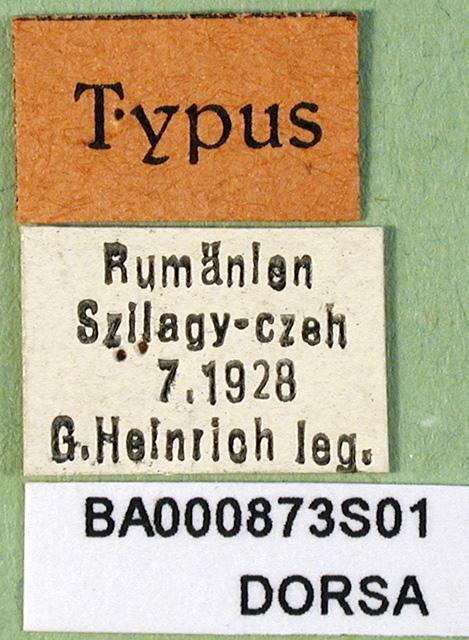 Typus
Rumänien
Szilagy-czeh
7.1928
G.Heinrich leg.
BA000873S01
DORSA